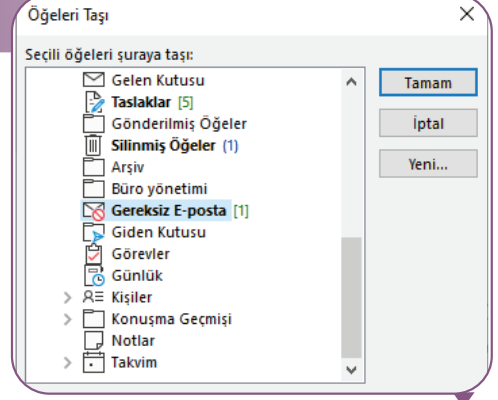 Öğeleri Taşı
Seçili öğeleri şuraya taşı:
Gelen Kutusu
Taslaklar [5]
Gönderilmiş Öğeler
Silinmiş Öğeler (1)
Arşiv
Büro yönetimi
Gereksiz E-posta [1]
Giden Kutusu
Görevler
Günlük
Kişiler
Konuşma Geçmişi
Notlar
Takvim
Tamam
İptal
Yeni...